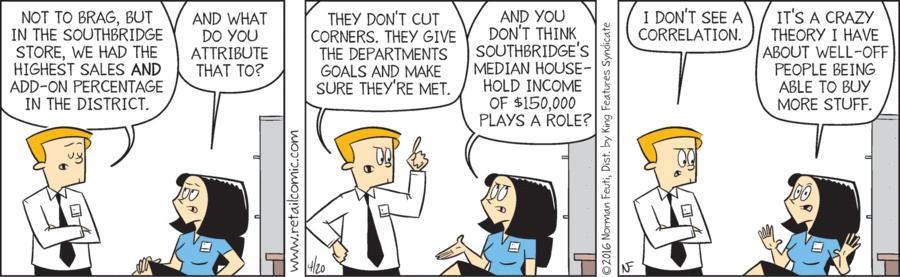 NOT TO BRAG, BUT
IN THE SOUTHBRIDGE
STORE, WE HAD THE
HIGHEST SALES AND
ADD-ON PERCENTAGE
IN THE DISTRICT.
AND WHAT
DO YOU
ATTRIBUTE
THAT TO?
www.retailcomic.com
THEY DON'T CUT
CORNERS. THEY GIVE
THE DEPARTMENTS
GOALS AND MAKE
SURE THEY'RE MET.
AND YOU
DON'T THINK
SOUTHBRIDGE'S
MEDIAN HOUSE-
HOLD INCOME
OF $150,000
PLAYS A ROLE?
4/20
©2016 Norman Feuti, Dist. by King Features Syndicate
I DON'T SEE A
CORRELATION.
IT'S A CRAZY
THEORY I HAVE
ABOUT WELL-OFF
PEOPLE BEING
ABLE TO BUY
MORE STUFF.
NF